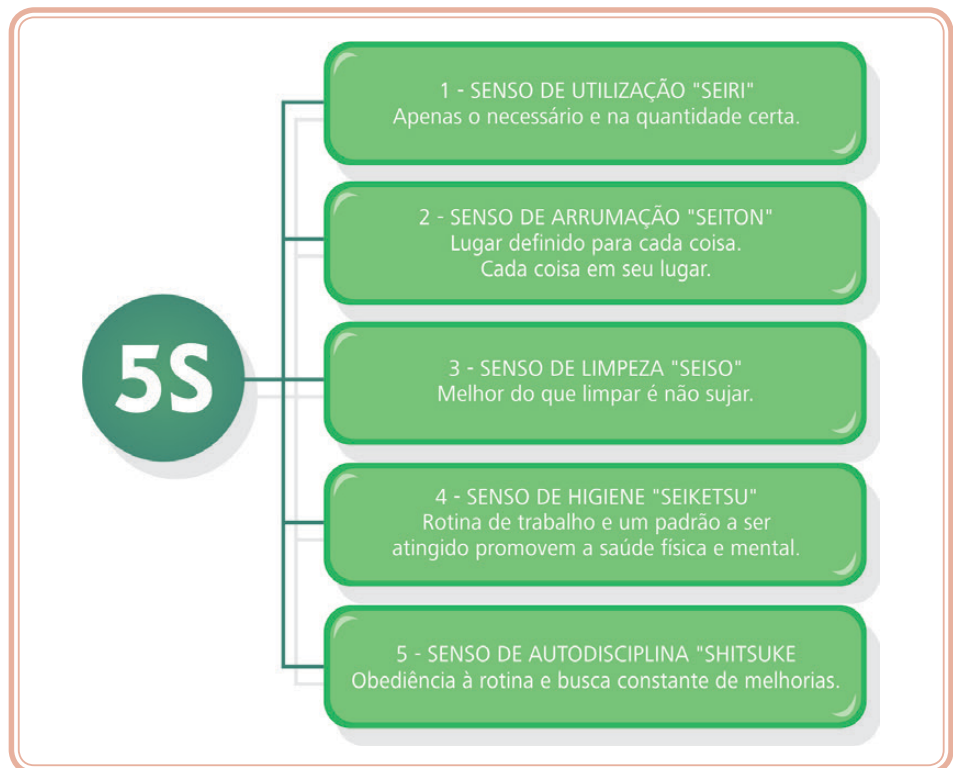 5S
1 - SENSO DE UTILIZAÇÃO "SEIRI"
Apenas o necessário e na quantidade certa.
2 - SENSO DE ARRUMAÇÃO "SEITON"
Lugar definido para cada coisa.
Cada coisa em seu lugar.
3 - SENSO DE LIMPEZA "SEISO"
Melhor do que limpar é não sujar.
4 - SENSO DE HIGIENE "SEIKETSU"
Rotina de trabalho e um padrão a ser
atingido promovem a saúde física e mental.
5 - SENSO DE AUTODISCIPLINA "SHITSUKE
Obediência à rotina e busca constante de melhorias.